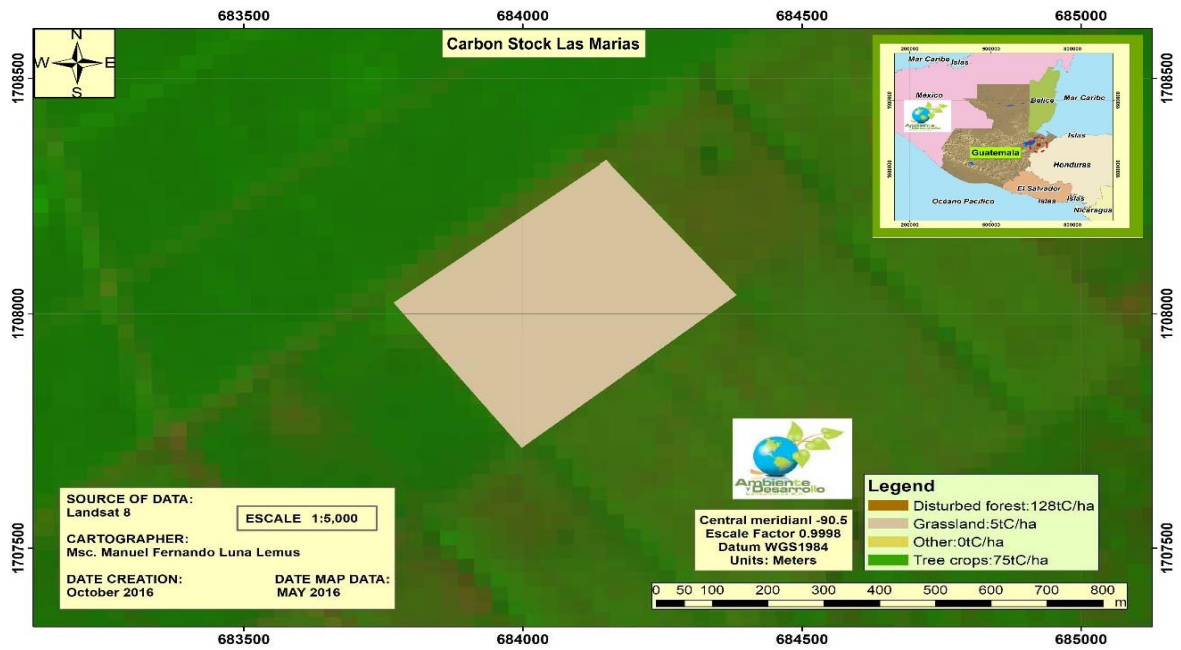 683500 684000 684500 685000
Carbon Stock Las Marias
N
W E
S
1708500
1708500
Mar Caribe Islas
México
Belice
Mar Caribe
Islas
Guatemala
Honduras
El Salvador
Océano Pacífico
Islas
Islas
Nicaragua
Ambiente
y Desarrollo
1708000
1708000
Ambiente
y Desarrollo
SOURCE OF DATA:
Landsat 8
ESCALE 1:5,000
CARTOGRAPHER:
Msc. Manuel Fernando Luna Lemus
DATE CREATION: DATE MAP DATA:
October 2016 MAY 2016
Central meridianl -90.5
Escale Factor 0.9998
Datum WGS1984
Units: Meters
Legend
Disturbed forest:128tC/ha
Grassland:5tC/ha
Other:0tC/ha
Tree crops:75tC/ha
1707500
1707500
0 50 100 200 300 400 500 600 700 800
m
683500 684000 684500 685000